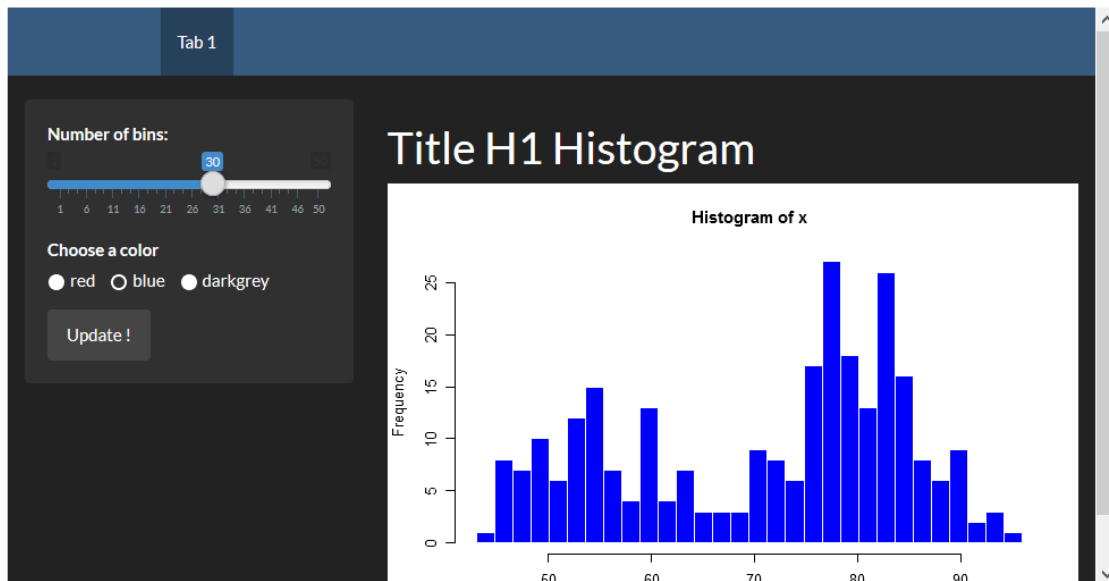 Tab 1
Number of bins:
30
1 6 11 16 21 26 31 36 41 46 50
Choose a color
red blue darkgrey
Update !
Title H1 Histogram
Histogram of x
Frequency
25
20
15
10
5
0
50 60 70 80 90